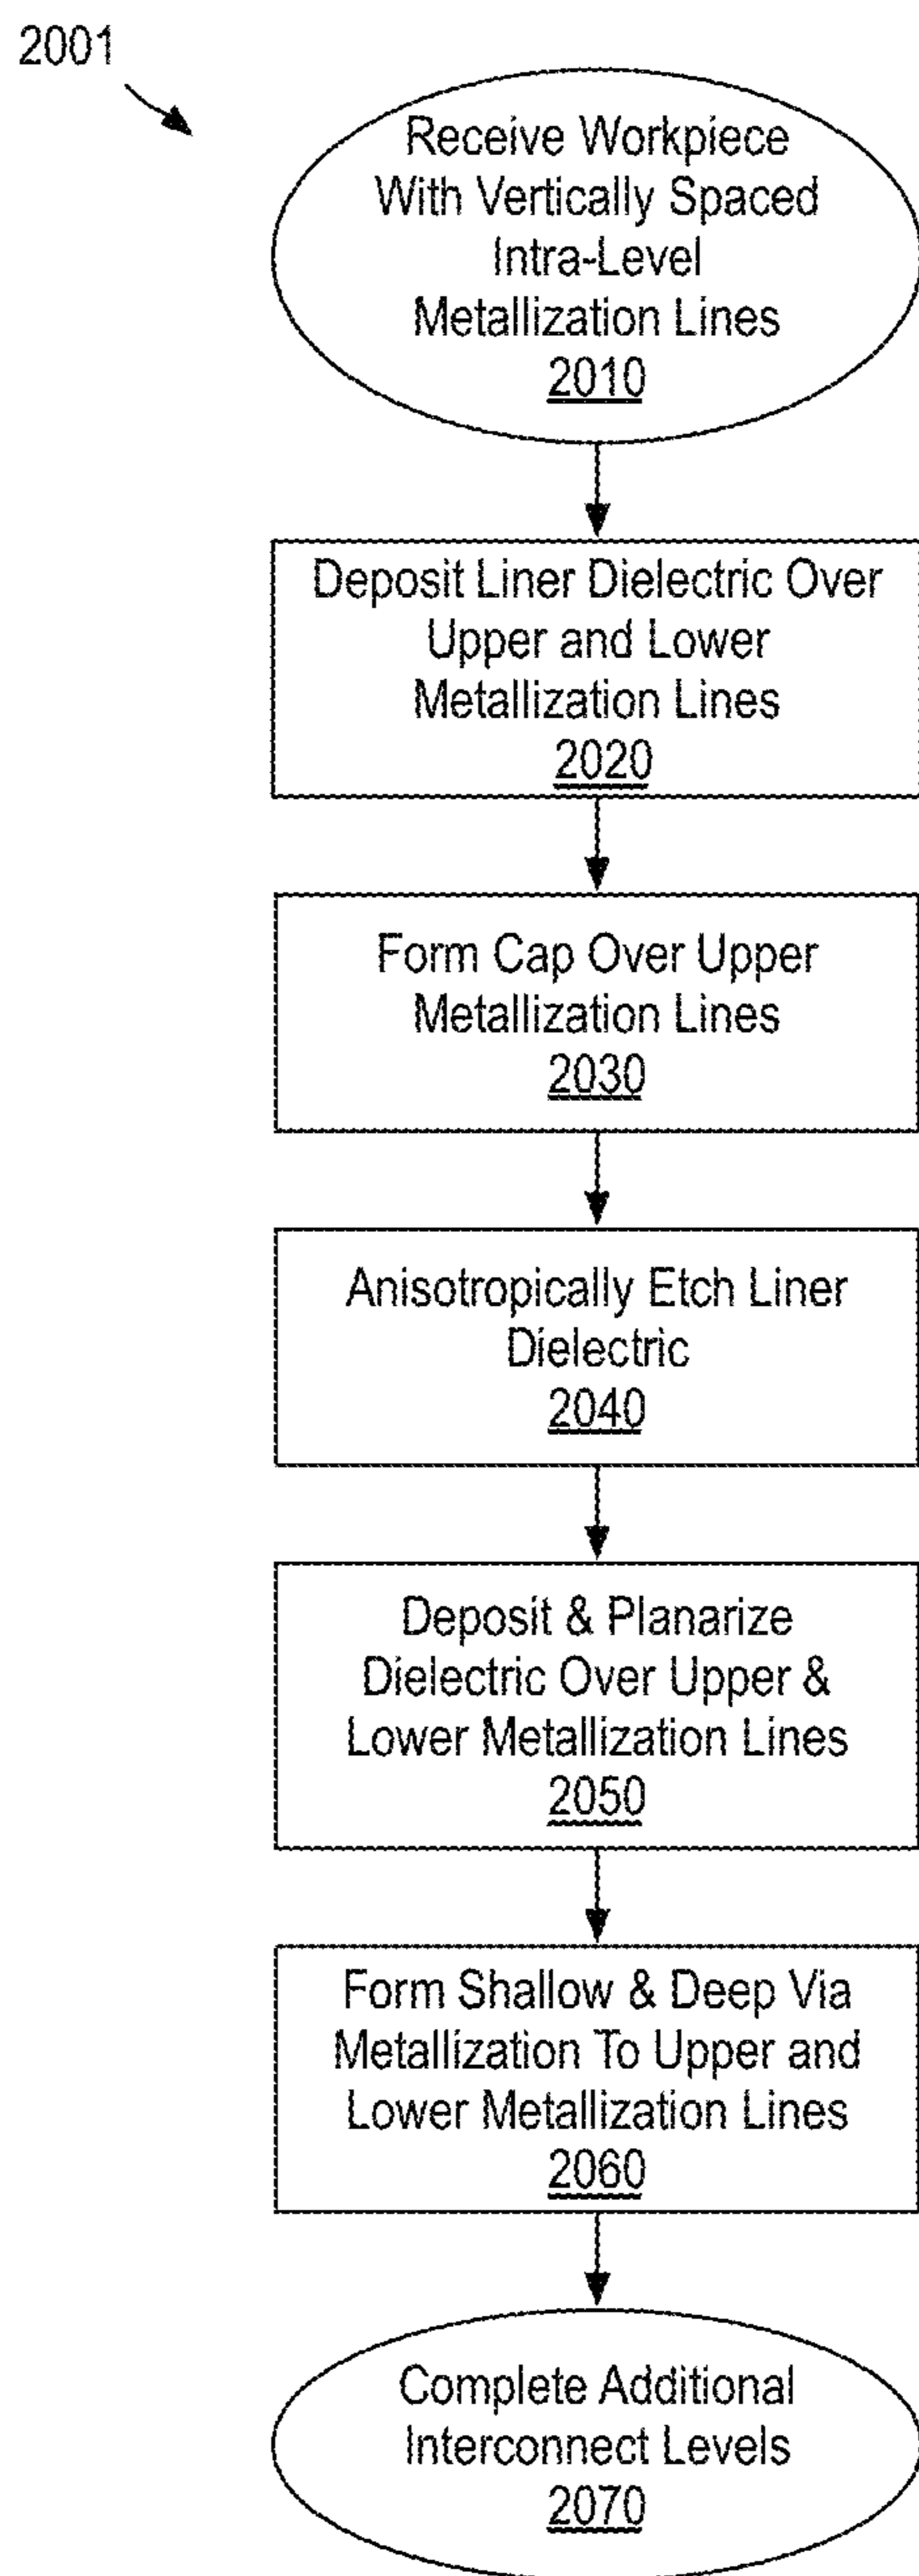 2001
Receive Workpiece
With Vertically Spaced
Intra-Level
Metallization Lines
2010
Deposit Liner Dielectric Over
Upper and Lower
Metallization Lines
2020
Form Cap Over Upper
Metallization Lines
2030
Anisotropically Etch Liner
Dielectric
2040
Deposit & Planarize
Dielectric Over Upper &
Lower Metallization Lines
2050
Form Shallow & Deep Via
Metallization To Upper and
Lower Metallization Lines
2060
Complete Additional
Interconnect Levels
2070